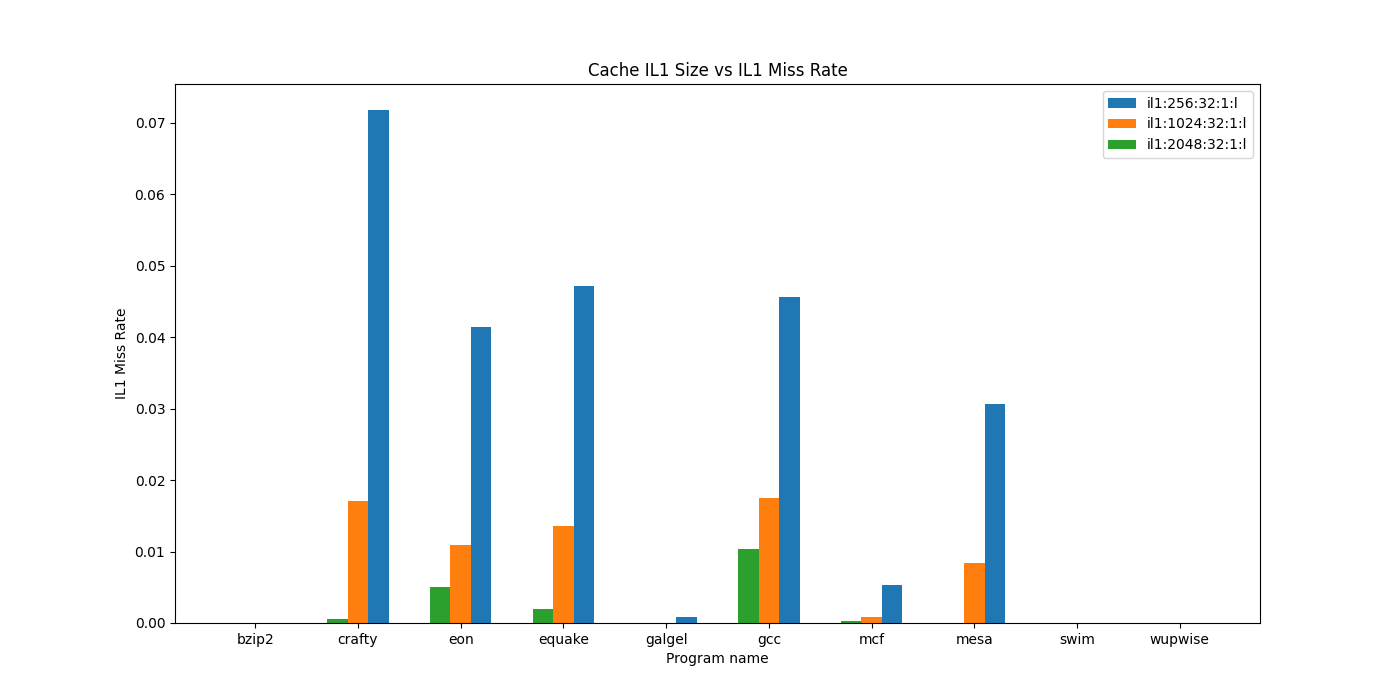 Cache IL1 Size vs IL1 Miss Rate
il1:256:32:1:l
il1:1024:32:1:l
il1:2048:32:1:l
0.07
0.06
0.05
0.04
0.03
0.02
0.01
0.00
IL1 Miss Rate
bzip2 crafty eon equake galgel gcc mcf mesa swim wupwise
Program name